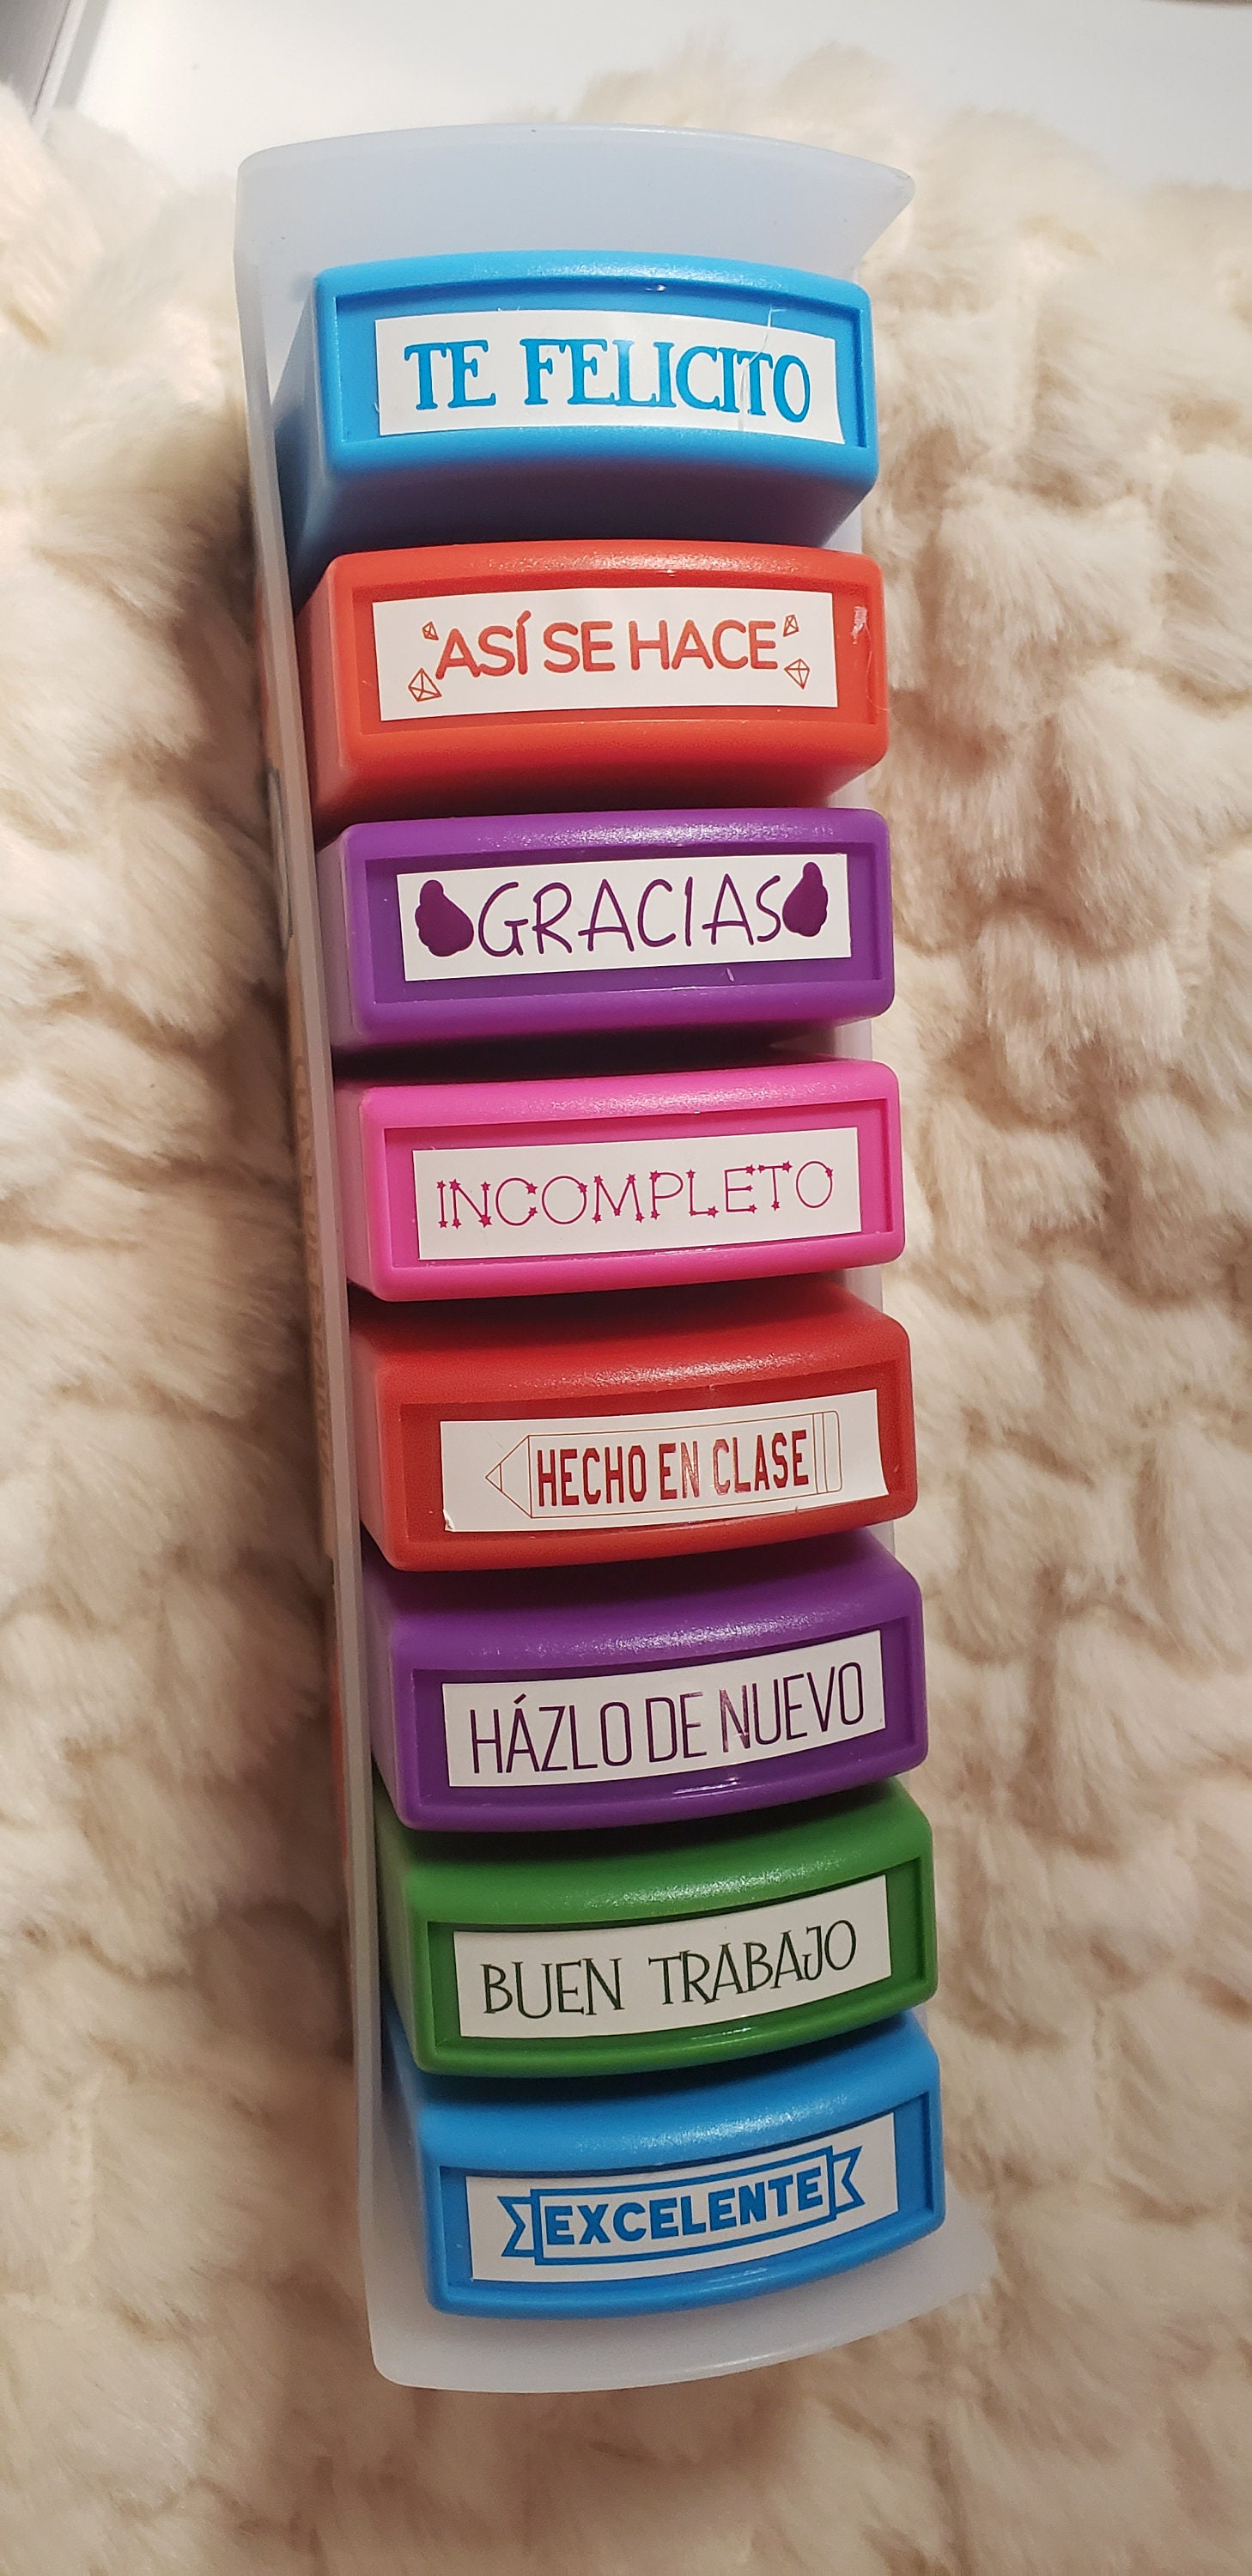 TE FELICITO
ASÍ SE HACE
GRACIAS
INCOMPLETO
HECHO EN CLASE
HÁZLO DE NUEVO
BUEN TRABAJO
EXCELENTE